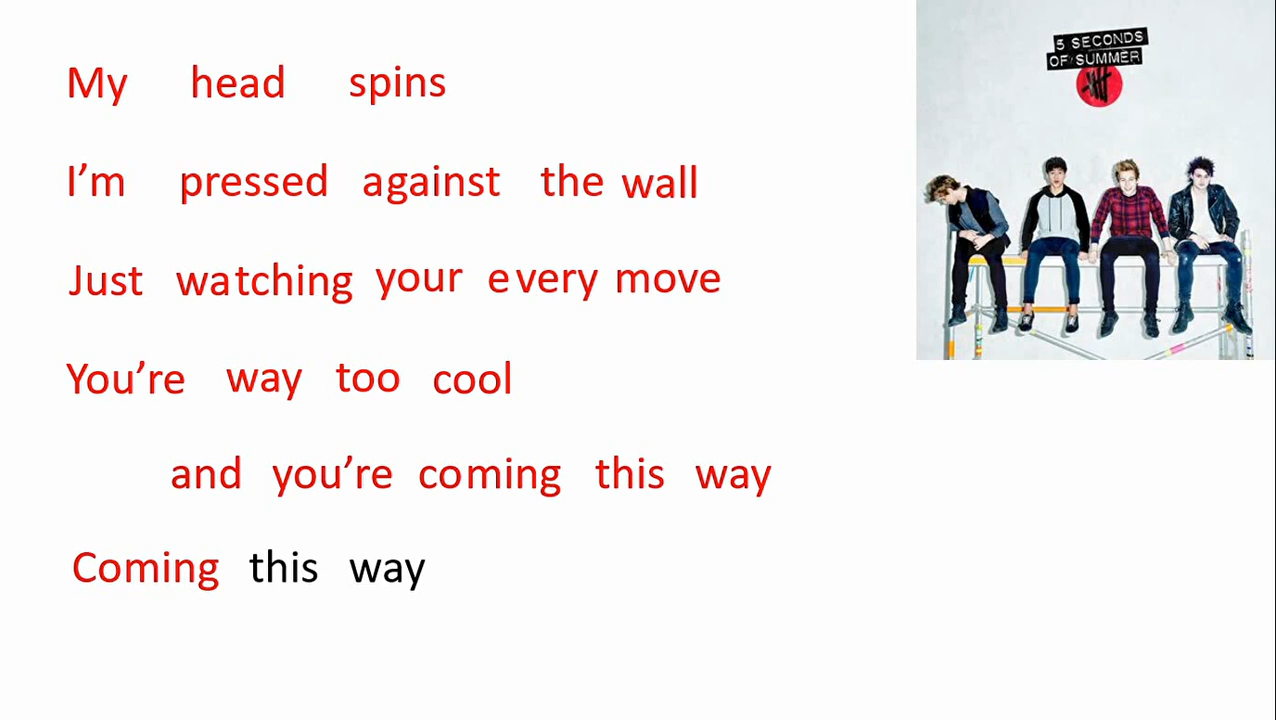 My head spins
I’m pressed against the wall
Just watching your every move
You’re way too cool
and you’re coming this way
Coming this way
5 SECONDS
OF SUMMER